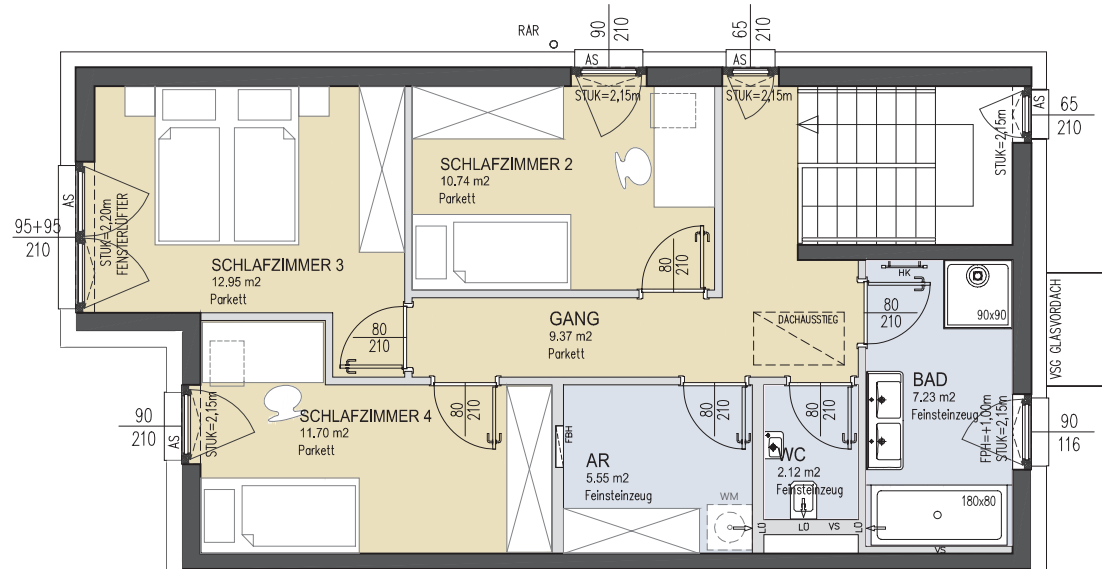 RAR
90
210
AS
STUK=2,15m
65
210
AS
STUK=2,15m
AS
65
210
STUK=2,15m
SCHLAFZIMMER 2
10.74 m2
Parkett
80
210
95+95
210
AS
STUK=2,20m
FENSTERLÜFTER
SCHLAFZIMMER 3
12.95 m2
Parkett
80
210
GANG
9.37 m2
Parkett
DACHAUSSTIEG
HK
80
210
90x90
VSG GLASVORDACH
90
210
AS
STUK=2,15m
SCHLAFZIMMER 4
11.70 m2
Parkett
80
210
FBH
AR
5.55 m2
Feinsteinzeug
80
210
WM
WC
2.12 m2
Feinsteinzeug
80
210
LÜ
LÜ
VS
LÜ
BAD
7.23 m2
Feinsteinzeug
FPH=+1,00m
STUK=2,15m
90
116
180x80
VS